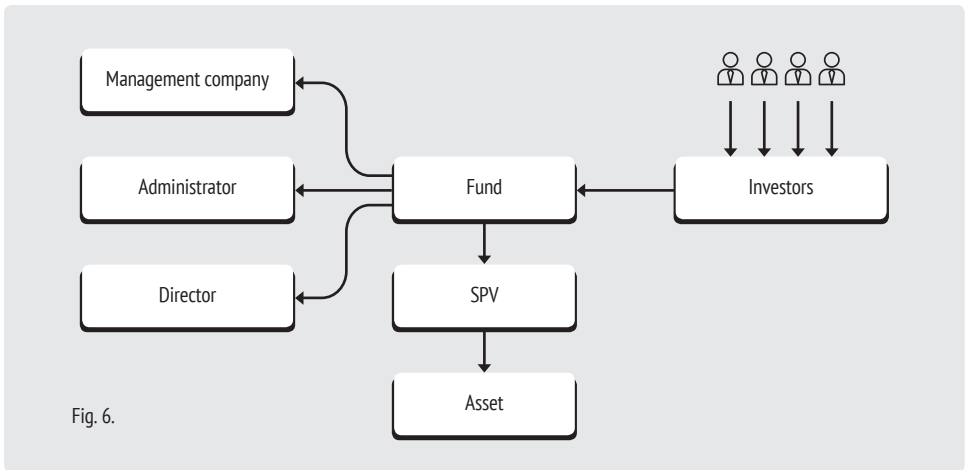 Management company
Administrator
Fund
Investors
Director
SPV
Asset
Fig. 6.